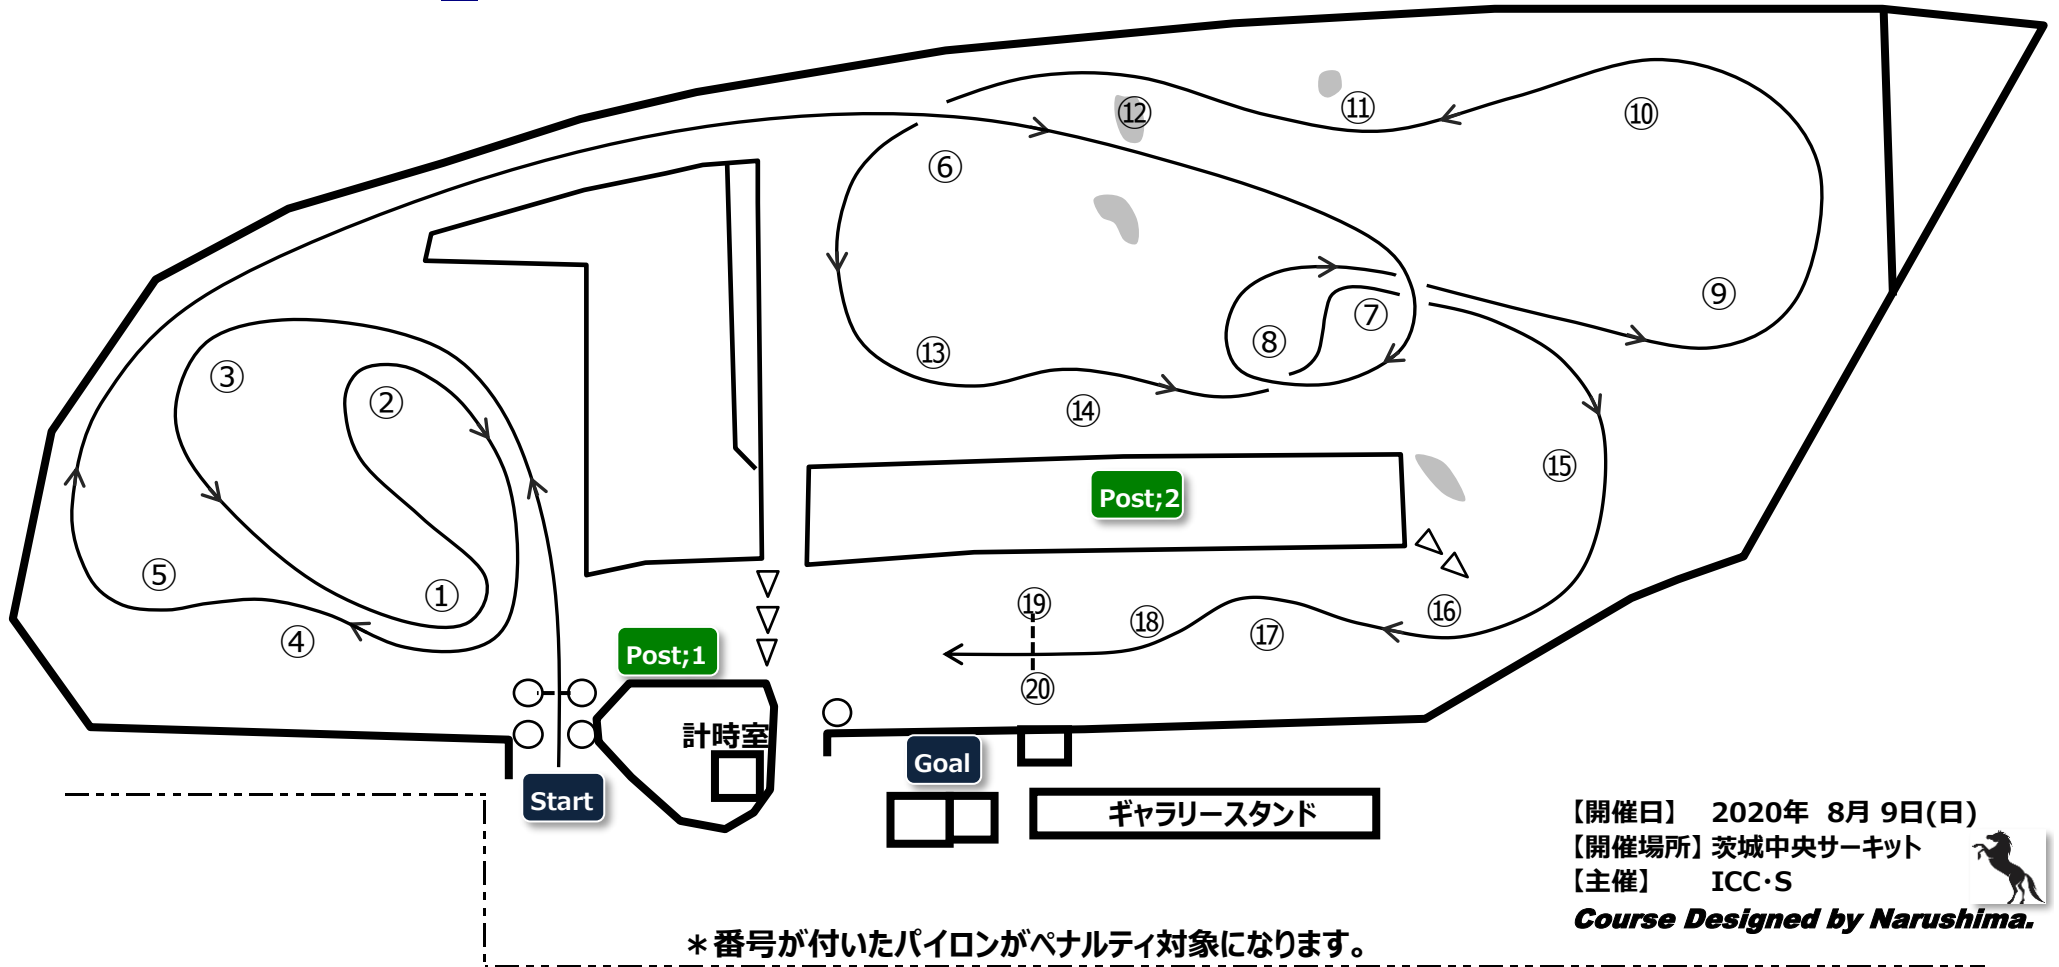 ⑫
⑪
⑩
⑥
⑨
⑦
⑧
⑬
③
②
⑭
⑮
Post;2
⑤
①
⑲
⑱
⑯
⑰
④
Post;1
⑳
計時室
Goal
Start
ギャラリースタンド
【開催日】 2020年 8月 9日(日)
【開催場所】 茨城中央サーキット
【主催】 ICC・S
Course Designed by Narushima.
＊番号が付いたパイロンがペナルティ対象になります。